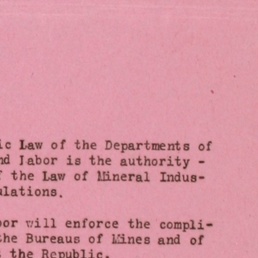 ic Law of the Departments of
nd Labor is the authority -
f the Law of Mineral Indus-
ulations.
bor will enforce the compli-
the Bureaus of Mines and of
s the Republic.